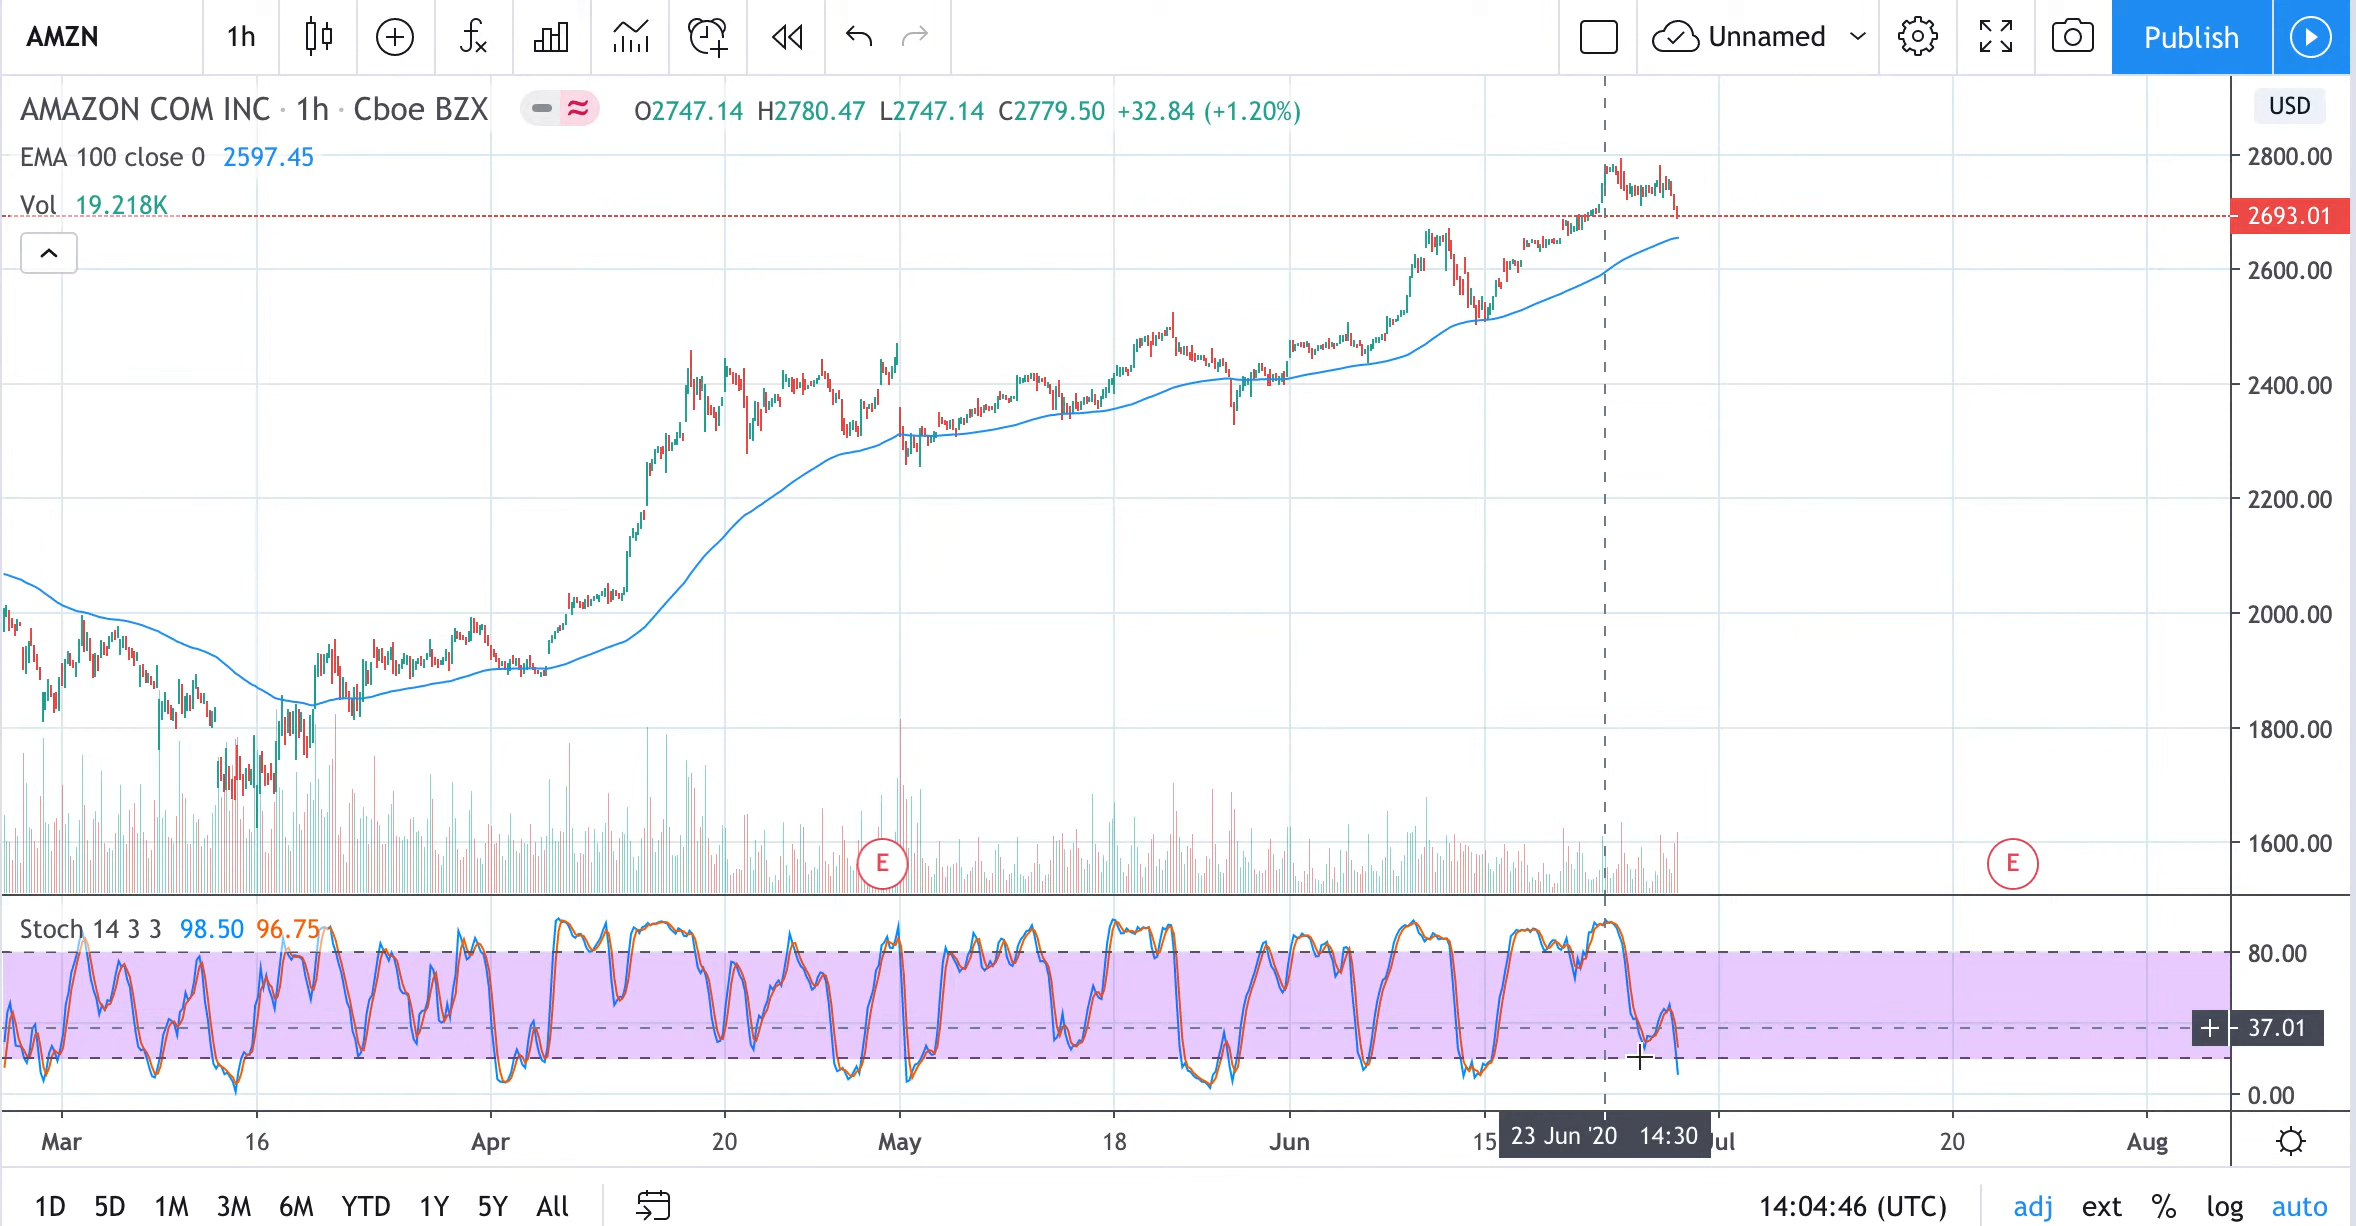 AMZN 1h Unnamed Publish
AMAZON COM INC · 1h · Cboe BZX O2747.14 H2780.47 L2747.14 C2779.50 +32.84 (+1.20%) USD
EMA 100 close 0 2597.45
2800.00
Vol 19.218K
2693.01
2600.00
2400.00
2200.00
2000.00
1800.00
1600.00
E E
Stoch 14 3 3 98.50 96.75
80.00
37.01
0.00
Mar 16 Apr 20 May 18 Jun 15 23 Jun '20 14:30 Jul 20 Aug
1D 5D 1M 3M 6M YTD 1Y 5Y All 14:04:46 (UTC) adj ext % log auto